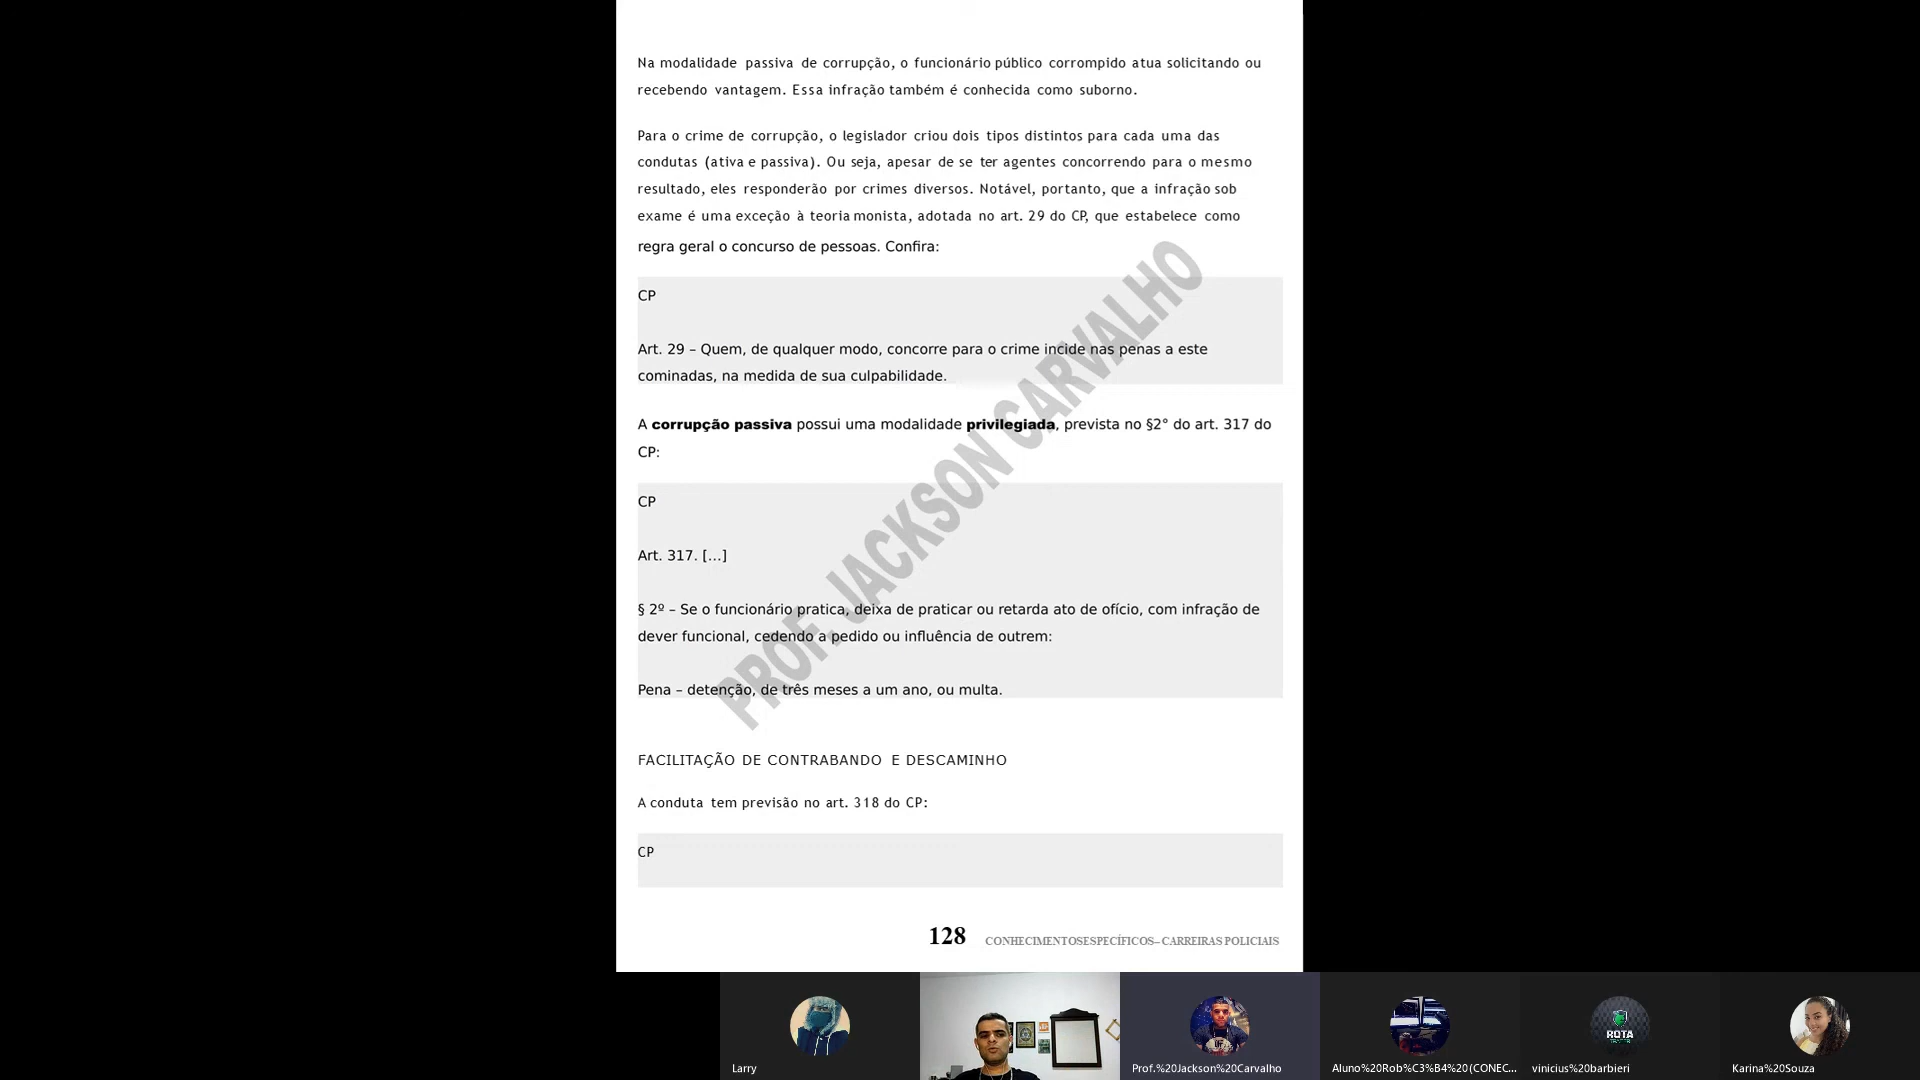 Na modalidade passiva de corrupção, o funcionário público corrompido atua solicitando ou
recebendo vantagem. Essa infração também é conhecida como suborno.
Para o crime de corrupção, o legislador criou dois tipos distintos para cada uma das
condutas (ativa e passiva). Ou seja, apesar de se ter agentes concorrendo para o mesmo
resultado, eles responderão por crimes diversos. Notável, portanto, que a infração sob
exame é uma exceção à teoria monista, adotada no art. 29 do CP, que estabelece como
regra geral o concurso de pessoas. Confira:
CP
Art. 29 – Quem, de qualquer modo, concorre para o crime incide nas penas a este
cominadas, na medida de sua culpabilidade.
A corrupção passiva possui uma modalidade privilegiada, prevista no §2° do art. 317 do
CP:
CP
Art. 317. [...]
§ 2º – Se o funcionário pratica, deixa de praticar ou retarda ato de ofício, com infração de
dever funcional, cedendo a pedido ou influência de outrem:
Pena – detenção, de três meses a um ano, ou multa.
PROF. JACKSON CARVALHO
FACILITAÇÃO DE CONTRABANDO E DESCAMINHO
A conduta tem previsão no art. 318 do CP:
CP
128 CONHECIMENTOSESPECÍFICOS– CARREIRAS POLICIAIS
ROTA
Larry
Prof.%20Jackson%20Carvalho
Aluno%20Rob%C3%B4%20(CONEC...
vinicius%20barbieri
Karina%20Souza